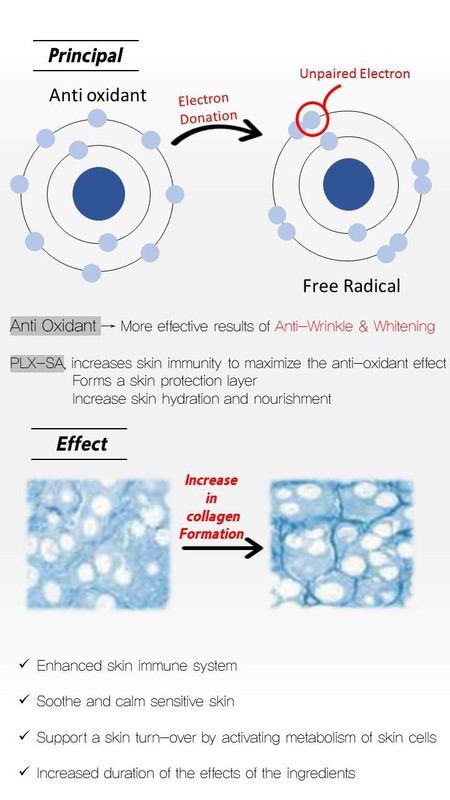 Principal
Unpaired Electron
Anti oxidant
Electron
Donation
Free Radical
Anti Oxidant → More effective results of Anti-Wrinkle & Whitening
PLX-SA, increases skin immunity to maximize the anti-oxidant effect
Forms a skin protection layer
Increase skin hydration and nourishment
Effect
Increase
in
collagen
Formation
✓ Enhanced skin immune system
✓ Soothe and calm sensitive skin
✓ Support a skin turn-over by activating metabolism of skin cells
✓ Increased duration of the effects of the ingredients